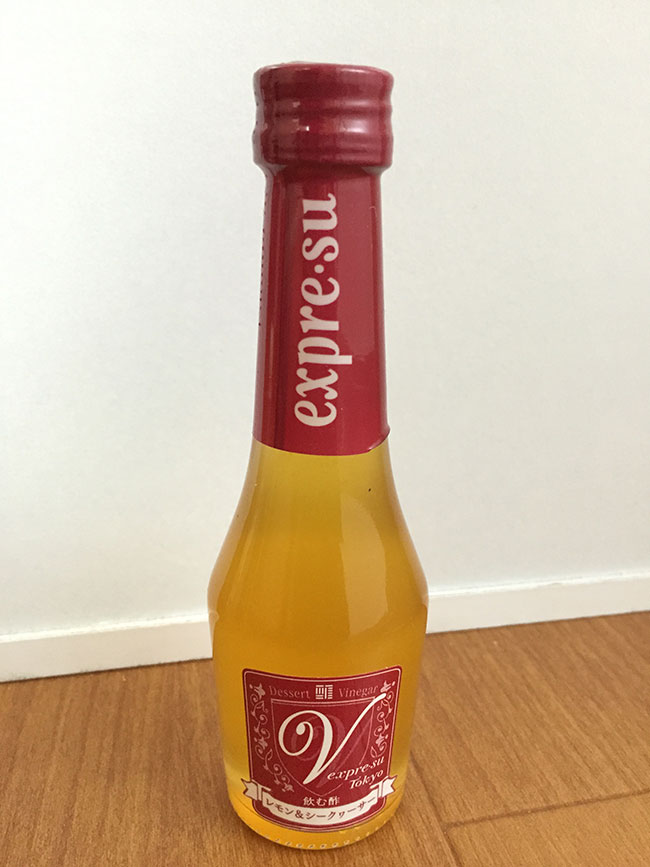 expre・su
Dessert Vinegar
V
expre・su
Tokyo
飲む酢
レモン&シークヮーサー